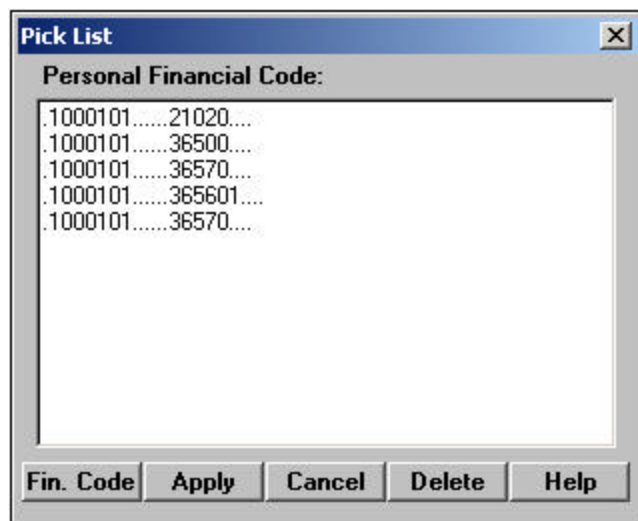 Pick List
Personal Financial Code:
.1000101......21020....
.1000101......36500....
.1000101......36570....
.1000101......365601....
.1000101......36570....
Fin. Code Apply Cancel Delete Help